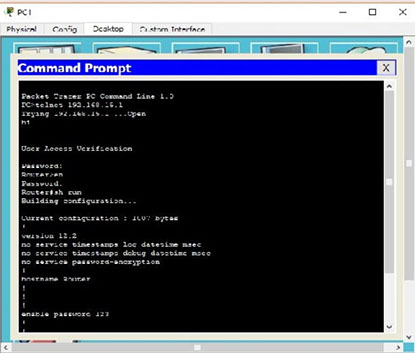 PC1
Physical Config Desktop Custom Interface
Command Prompt
X
Packet Tracer PC Command Line 1.0
PC>telnet 192.168.15.1
Trying 192.168.15.1 ...Open
User Access Verification
Password:
Router>en
Password:
Router#sh run
Building configuration...
Current configuration : 1007 bytes
!
version 12.2
no service timestamps log datetime msec
no service timestamps debug datetime msec
no service password-encryption
!
hostname Router
!
!
!
enable password 123
!
!